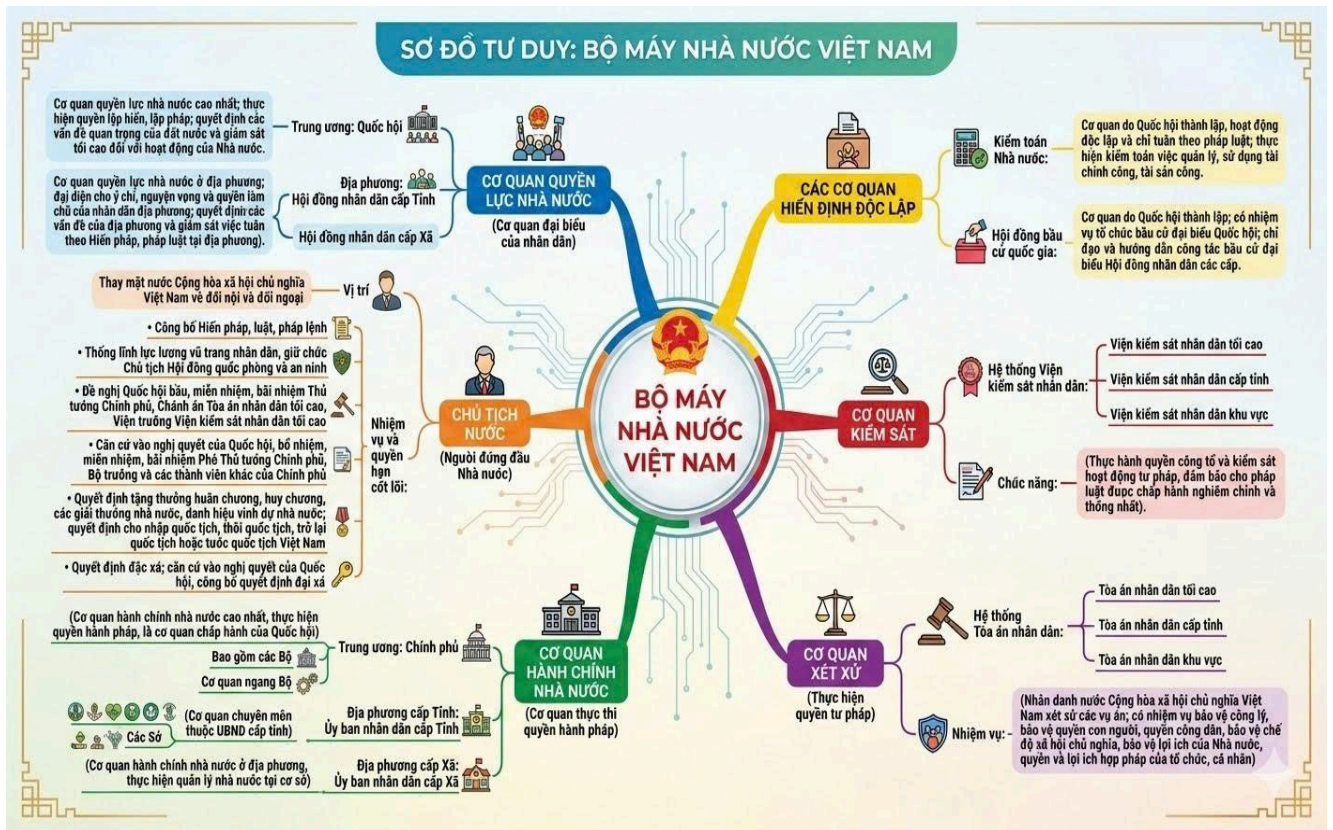 SƠ ĐỒ TƯ DUY: BỘ MÁY NHÀ NƯỚC VIỆT NAM
Cơ quan quyền lực nhà nước cao nhất; thực
hiện quyền lộp hiến, lập pháp; quyết định các
vấn đề quan trọng của đất nước và giám sát
tối cao đối với hoạt động của Nhà nước.
Trung ương: Quốc hội
Cơ quan quyền lực nhà nước ở địa phương;
đại diện cho ý chí, nguyện vọng và quyền làm
chủ của nhân dân địa phương; quyết định các
vấn đề của địa phương và giám sát việc tuân
theo Hiến pháp, pháp luật tại địa phương).
Địa phương:
Hội đồng nhân dân cấp Tỉnh
Hội đồng nhân dân cấp Xã
CƠ QUAN QUYỀN
LỰC NHÀ NƯỚC
(Cơ quan đại biểu
của nhân dân)
Thay mặt nước Cộng hòa xã hội chủ nghĩa
Việt Nam về đối nội và đối ngoại
Vị trí
• Công bố Hiến pháp, luật, pháp lệnh
• Thống lĩnh lực lượng vũ trang nhân dân, giữ chức
Chủ tịch Hội đồng quốc phòng và an ninh
• Đề nghị Quốc hội bầu, miễn nhiệm, bãi nhiệm Thủ
tướng Chính phủ, Chánh án Tòa án nhân dân tối cao,
Viện trưởng Viện kiểm sát nhân dân tối cao
• Căn cứ vào nghị quyết của Quốc hội, bổ nhiệm,
miễn nhiệm, bãi nhiệm Phó Thủ tướng Chính phủ,
Bộ trưởng và các thành viên khác của Chính phủ
• Quyết định tặng thưởng huân chương, huy chương,
các giải thưởng nhà nước, danh hiệu vinh dự nhà nước;
quyết định cho nhập quốc tịch, thôi quốc tịch, trở lại
quốc tịch hoặc tước quốc tịch Việt Nam
• Quyết định đặc xá; căn cứ vào nghị quyết của Quốc
hội, công bố quyết định đại xá
Nhiệm
vụ và
quyền
hạn
cốt lõi:
CHỦ TỊCH
NƯỚC
(Người đứng đầu
Nhà nước)
(Cơ quan hành chính nhà nước cao nhất, thực hiện
quyền hành pháp, là cơ quan chấp hành của Quốc hội)
Bao gồm các Bộ
Cơ quan ngang Bộ
Trung ương: Chính phủ
(Cơ quan chuyên môn
thuộc UBND cấp tỉnh)
Các Sở
Địa phương cấp Tỉnh:
Ủy ban nhân dân cấp Tỉnh
(Cơ quan hành chính nhà nước ở địa phương,
thực hiện quản lý nhà nước tại cơ sở)
Địa phương cấp Xã:
Ủy ban nhân dân cấp Xã
CƠ QUAN
HÀNH CHÍNH
NHÀ NƯỚC
(Cơ quan thực thi
quyền hành pháp)
BỘ MÁY
NHÀ NƯỚC
VIỆT NAM
CÁC CƠ QUAN
HIẾN ĐỊNH ĐỘC LẬP
Kiểm toán
Nhà nước:
Cơ quan do Quốc hội thành lập, hoạt động
độc lập và chỉ tuân theo pháp luật; thực
hiện kiểm toán việc quản lý, sử dụng tài
chính công, tài sản công.
Hội đồng bầu
cử quốc gia:
Cơ quan do Quốc hội thành lập; có nhiệm
vụ tổ chức bầu cử đại biểu Quốc hội; chỉ
đạo và hướng dẫn công tác bầu cử đại
biểu Hội đồng nhân dân các cấp.
CƠ QUAN
KIỂM SÁT
Hệ thống Viện
kiểm sát nhân dân:
Viện kiểm sát nhân dân tối cao
Viện kiểm sát nhân dân cấp tỉnh
Viện kiểm sát nhân dân khu vực
Chức năng:
(Thực hành quyền công tố và kiểm sát
hoạt động tư pháp, đảm bảo cho pháp
luật đượpc chấp hành nghiêm chỉnh và
thống nhất).
CƠ QUAN
XÉT XỬ
(Thực hiện
quyền tư pháp)
Hệ thống
Tòa án nhân dân:
Tòa án nhân dân tối cao
Tòa án nhân dân cấp tỉnh
Tòa án nhân dân khu vực
Nhiệm vụ:
(Nhân danh nước Cộng hòa xã hội chủ nghĩa Việt
Nam xét sử các vụ án; có nhiệm vụ bảo vệ công lý,
bảo vệ quyền con người, quyền công dân, bảo vệ chế
độ xã hội chủ nghĩa, bảo vệ lợi ích của Nhà nước,
quyền và lợi ích hợp pháp của tổ chức, cá nhân)